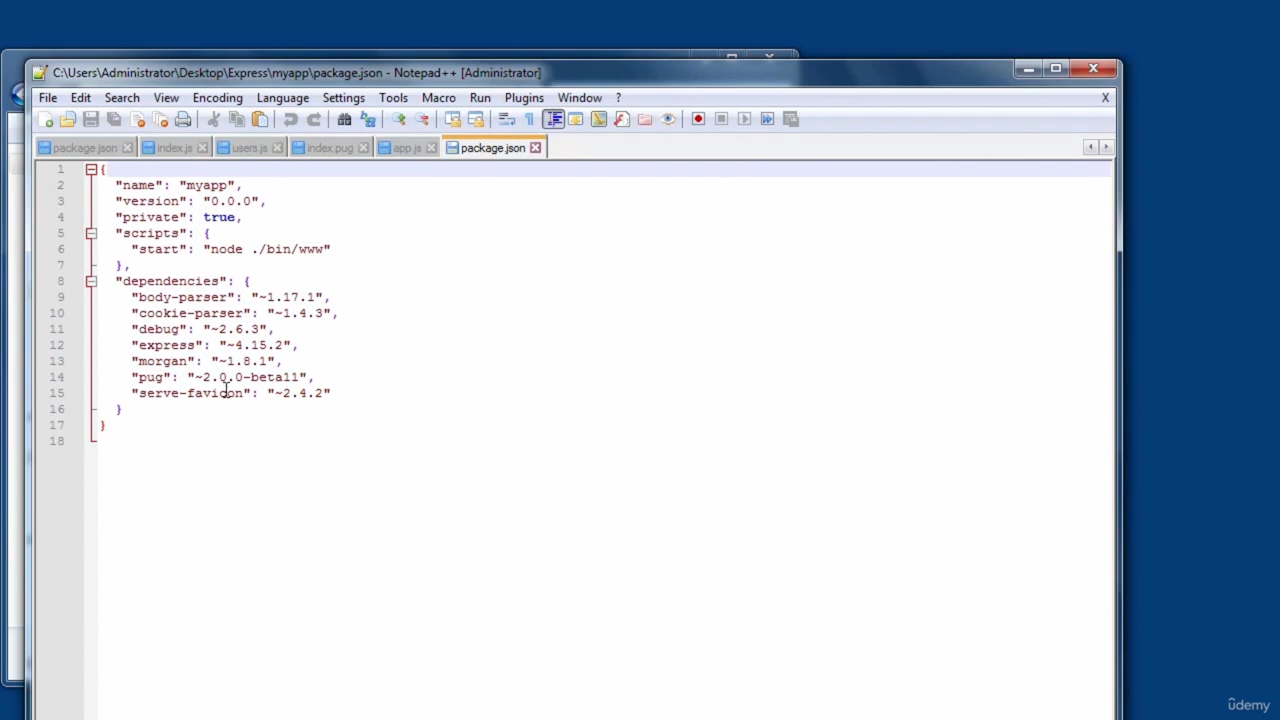 C:\Users\Administrator\Desktop\Express\myapp\package.json - Notepad++ [Administrator]
File Edit Search View Encoding Language Settings Tools Macro Run Plugins Window ? X
package.json index.js users.js index.pug app.js package.json
1 {
2 "name": "myapp",
3 "version": "0.0.0",
4 "private": true,
5 "scripts": {
6 "start": "node ./bin/www"
7 },
8 "dependencies": {
9 "body-parser": "~1.17.1",
10 "cookie-parser": "~1.4.3",
11 "debug": "~2.6.3",
12 "express": "~4.15.2",
13 "morgan": "~1.8.1",
14 "pug": "~2.0.0-beta11",
15 "serve-favicon": "~2.4.2"
16 }
17 }
18
ûdemy